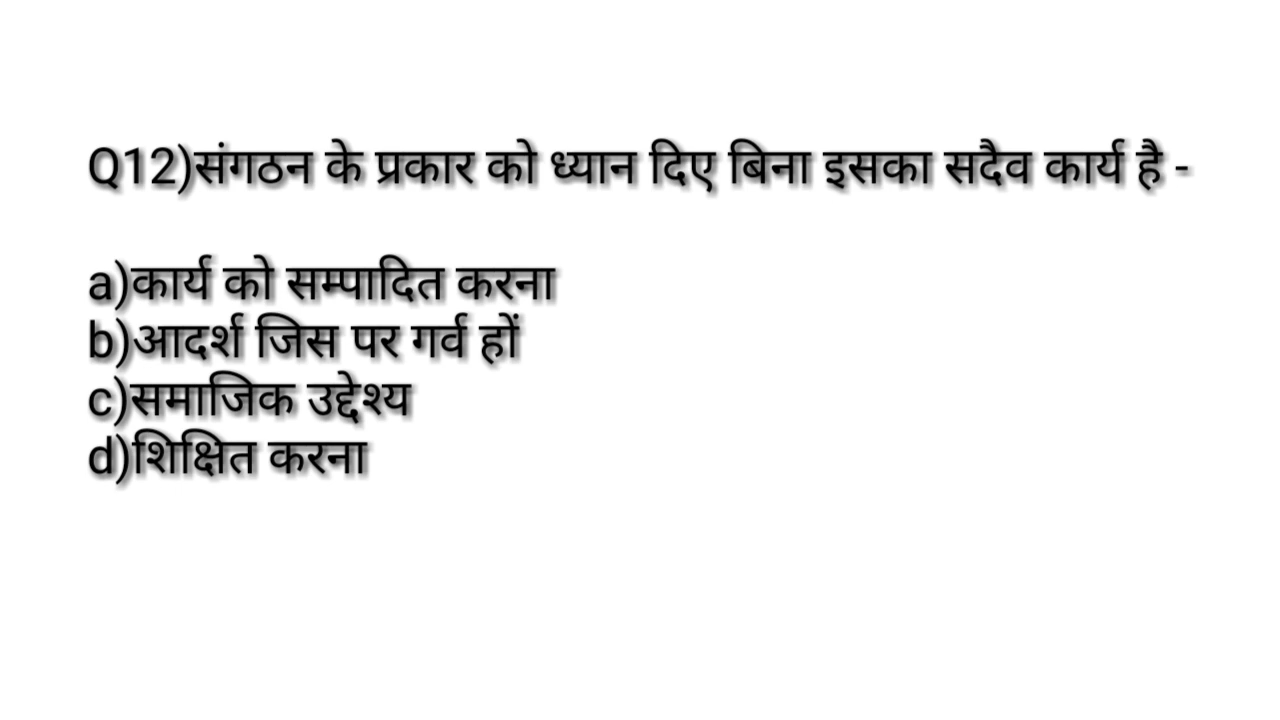 Q12)संगठन के प्रकार को ध्यान दिए बिना इसका सदैव कार्य है -
a)कार्य को सम्पादित करना
b)आदर्श जिस पर गर्व हों
c)समाजिक उद्देश्य
d)शिक्षित करना